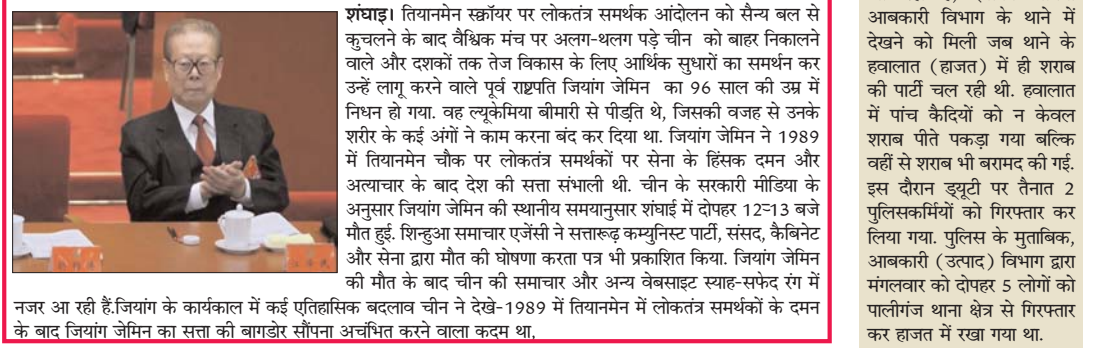 शंघाइ। तियानमेन स्क्रॉयर पर लोकतंत्र समर्थक आंदोलन को सैन्य बल से
कुचलने के बाद वैश्विक मंच पर अलग-थलग पड़े चीन को बाहर निकालने
वाले और दशकों तक तेज विकास के लिए आर्थिक सुधारों का समर्थन कर
उन्हें लागू करने वाले पूर्व राष्ट्रपति जियांग जेमिन का 96 साल की उम्र में
निधन हो गया. वह ल्यूकेमिया बीमारी से पीड़ति थे, जिसकी वजह से उनके
शरीर के कई अंगों ने काम करना बंद कर दिया था. जियांग जेमिन ने 1989
में तियानमेन चौक पर लोकतंत्र समर्थकों पर सेना के हिंसक दमन और
अत्याचार के बाद देश की सत्ता संभाली थी. चीन के सरकारी मीडिया के
अनुसार जियांग जेमिन की स्थानीय समयानुसार शंघाई में दोपहर 12न्13 बजे
मौत हुई. शिन्हुआ समाचार एजेंसी ने सत्तारूढ़ कम्युनिस्ट पार्टी, संसद, कैबिनेट
और सेना द्वारा मौत की घोषणा करता पत्र भी प्रकाशित किया. जियांग जेमिन
की मौत के बाद चीन की समाचार और अन्य वेबसाइट स्याह-सफेद रंग में
नजर आ रही हैं.जियांग के कार्यकाल में कई एतिहासिक बदलाव चीन ने देखे-1989 में तियानमेन में लोकतंत्र समर्थकों के दमन
के बाद जियांग जेमिन का सत्ता की बागडोर सौंपना अचंभित करने वाला कदम था,
आबकारी विभाग के थाने में
देखने को मिली जब थाने के
हवालात (हाजत) में ही शराब
की पार्टी चल रही थी. हवालात
में पांच कैदियों को न केवल
शराब पीते पकड़ा गया बल्कि
वहीं से शराब भी बरामद की गई.
इस दौरान ड्यूटी पर तैनात 2
पुलिसकर्मियों को गिरफ्तार कर
लिया गया. पुलिस के मुताबिक,
आबकारी (उत्पाद) विभाग द्वारा
मंगलवार को दोपहर 5 लोगों को
पालीगंज थाना क्षेत्र से गिरफ्तार
कर हाजत में रखा गया था.